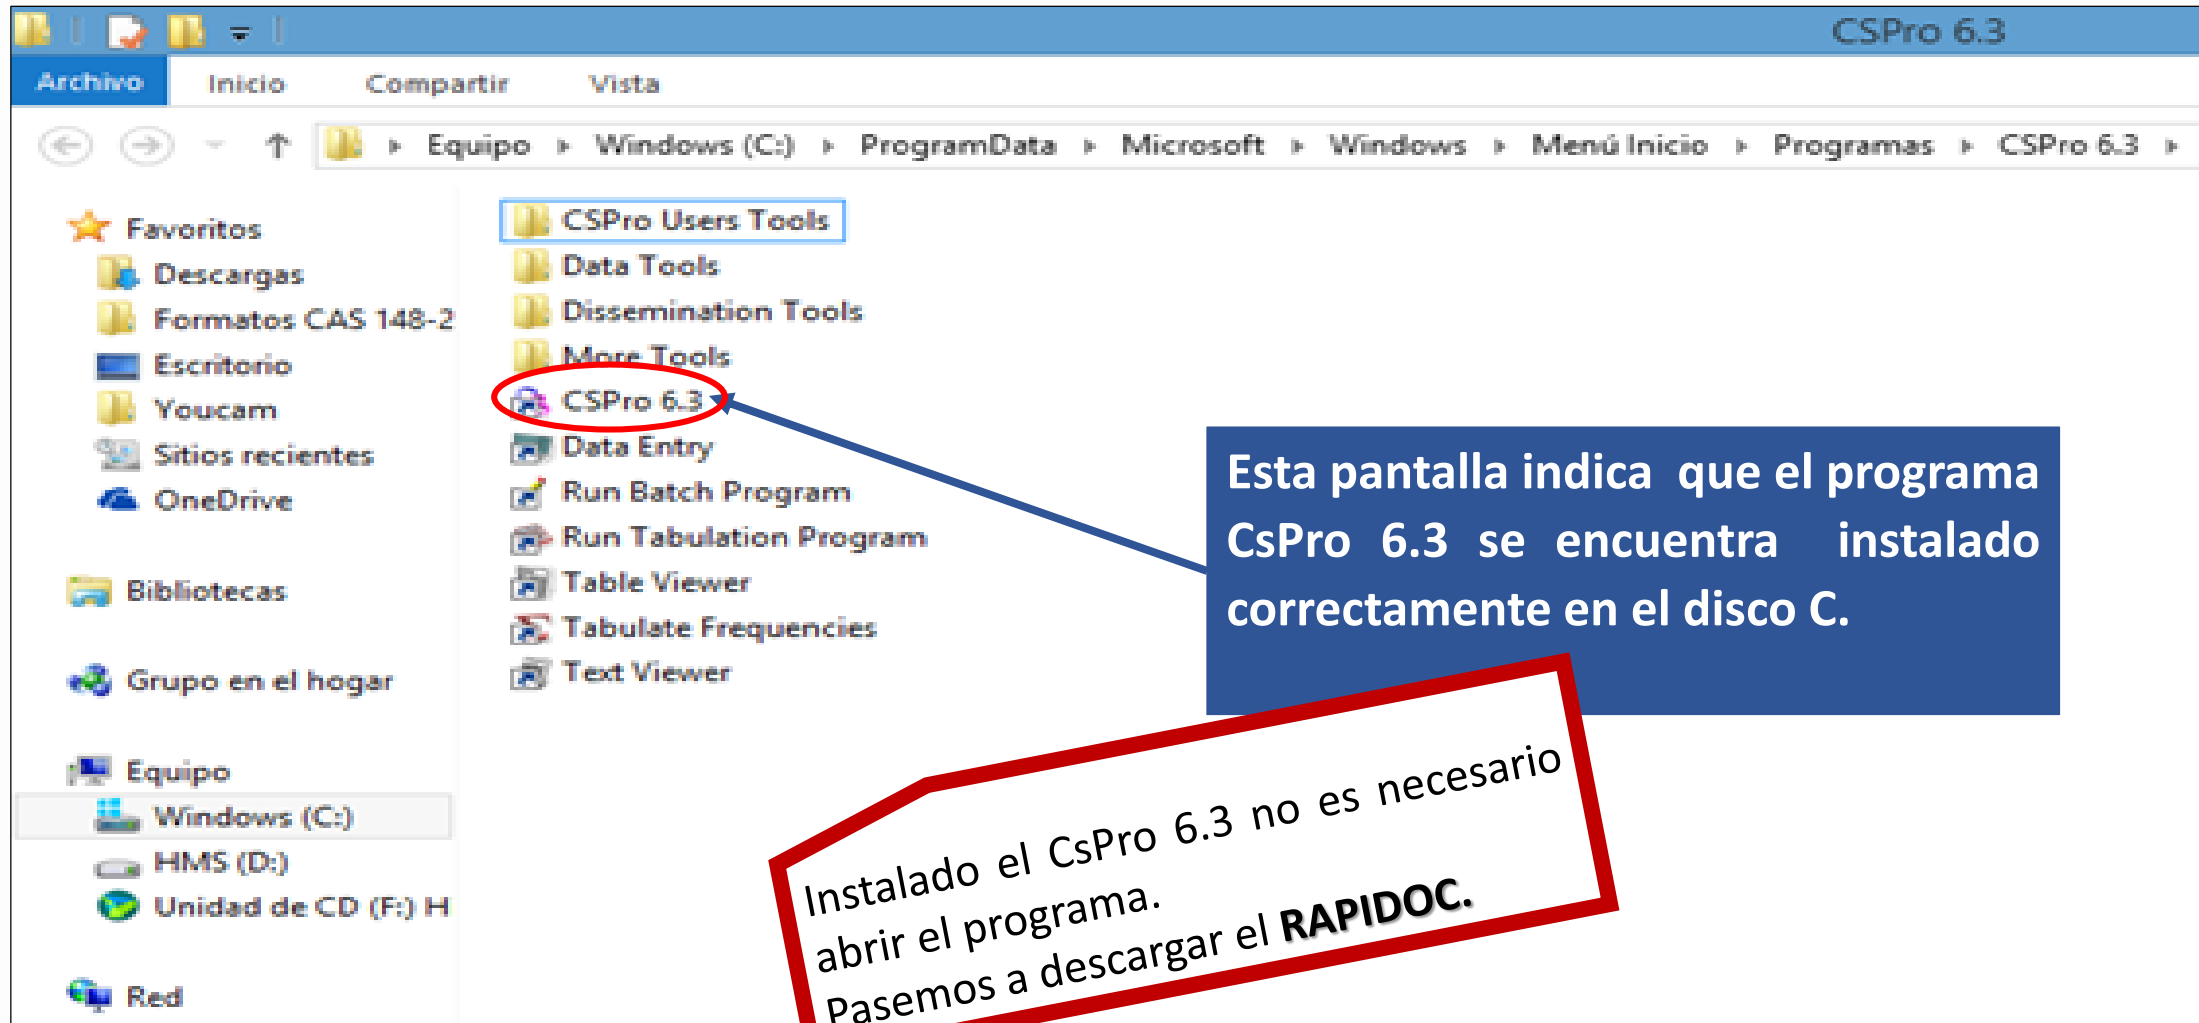 CSPro 6.3
Archivo Inicio Compartir Vista
Equipo Windows (C:) ProgramData Microsoft Windows Menú Inicio Programas CSPro 6.3
Favoritos
Descargas
Formatos CAS 148-2
Escritorio
Youcam
Sitios recientes
OneDrive
Bibliotecas
Grupo en el hogar
Equipo
Windows (C:)
HMS (D:)
Unidad de CD (F:) H
Red
CSPro Users Tools
Data Tools
Dissemination Tools
More Tools
CSPro 6.3
Data Entry
Run Batch Program
Run Tabulation Program
Table Viewer
Tabulate Frequencies
Text Viewer
Esta pantalla indica que el programa
CsPro 6.3 se encuentra instalado
correctamente en el disco C.
Instalado el CsPro 6.3 no es necesario
abrir el programa.
Pasemos a descargar el RAPIDOC.